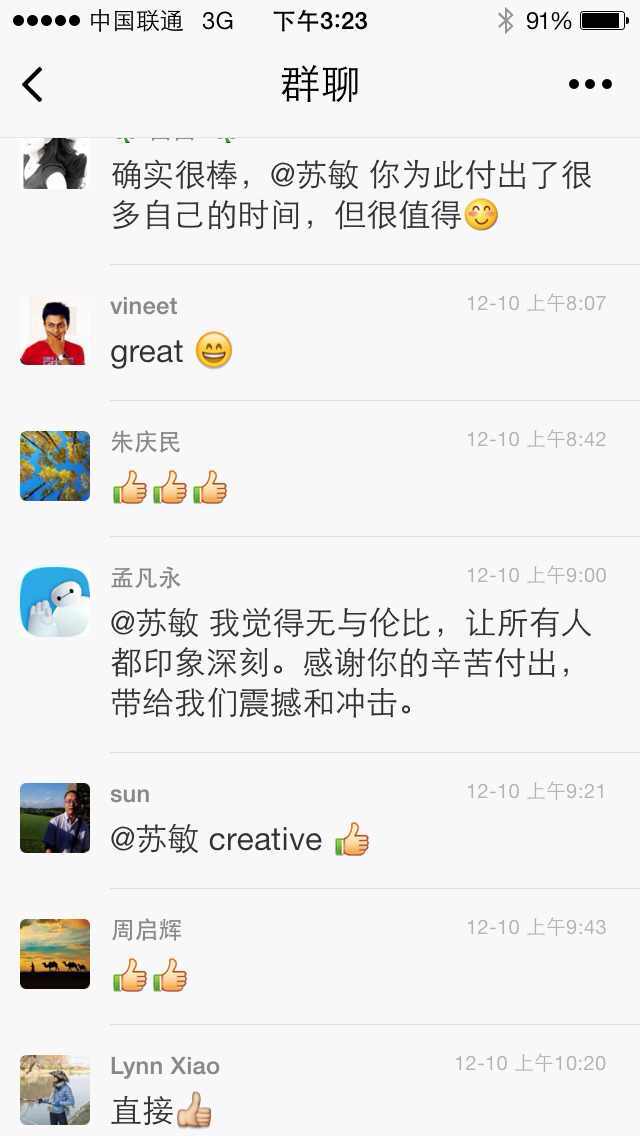 中国联通 3G 下午3:23 91%
群聊
确实很棒，@苏敏 你为此付出了很
多自己的时间，但很值得😊
vineet 12-10 上午8:07
great 😄
朱庆民 12-10 上午8:42
👍👍👍
孟凡永 12-10 上午9:00
@苏敏 我觉得无与伦比，让所有人
都印象深刻。感谢你的辛苦付出，
带给我们震撼和冲击。
sun 12-10 上午9:21
@苏敏 creative 👍
周启辉 12-10 上午9:43
👍👍
Lynn Xiao 12-10 上午10:20
直接👍